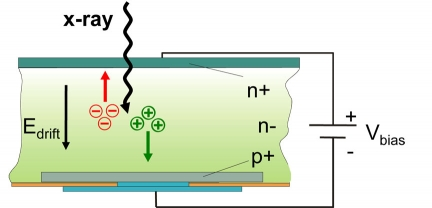 x-ray
n+
E_drift
n-
+
V_bias
-
p+